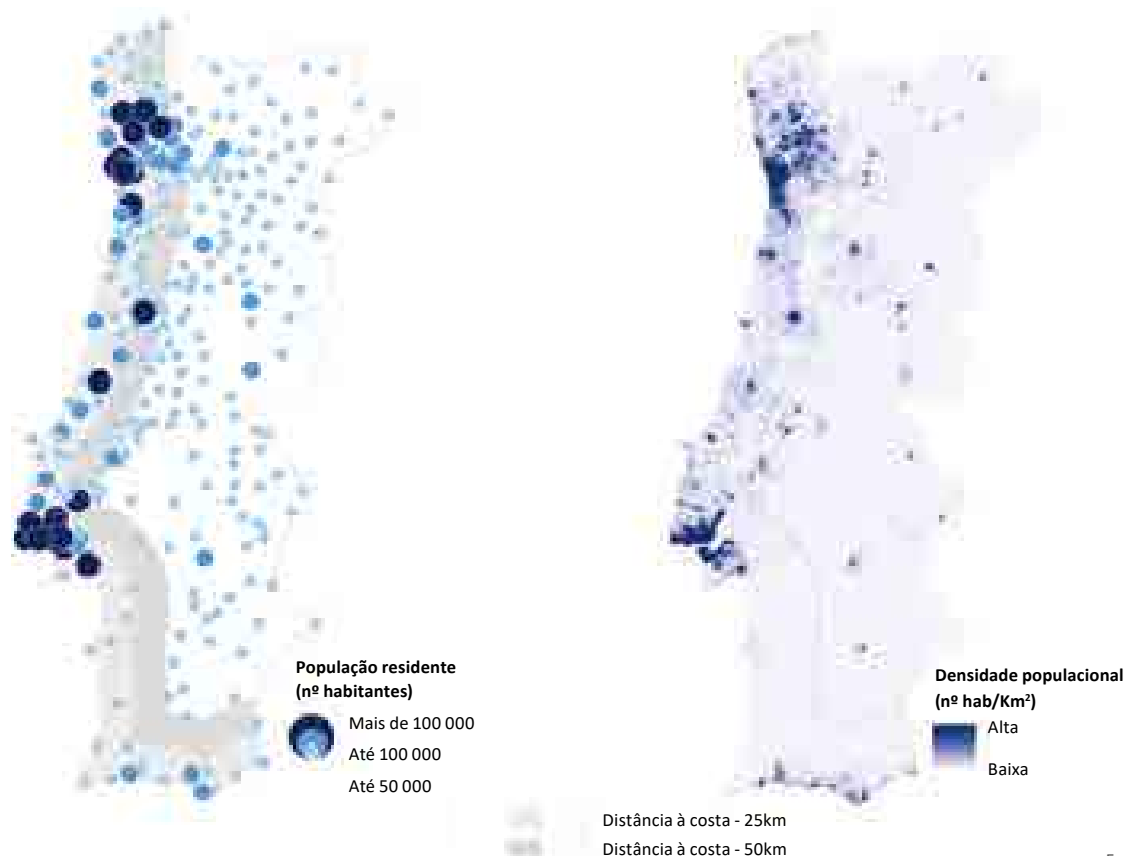 População residente
(nº habitantes)
Mais de 100 000
Até 100 000
Até 50 000
Densidade populacional
(nº hab/Km²)
Alta
Baixa
Distância à costa - 25km
Distância à costa - 50km